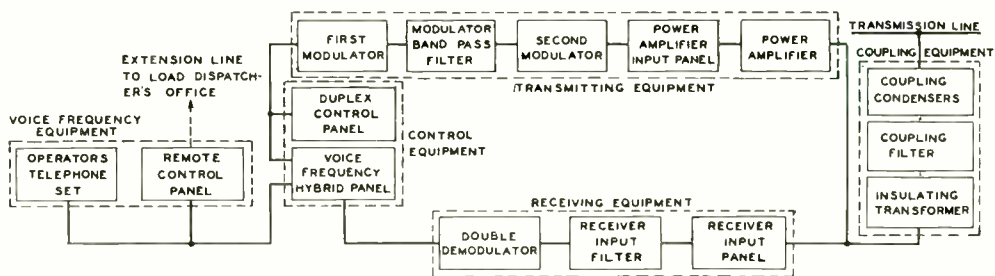 TRANSMISSION LINE
FIRST
MODULATOR
MODULATOR
BAND PASS
FILTER
SECOND
MODULATOR
POWER
AMPLIFIER
INPUT PANEL
POWER
AMPLIFIER
TRANSMITTING EQUIPMENT
COUPLING EQUIPMENT
COUPLING
CONDENSERS
COUPLING
FILTER
INSULATING
TRANSFORMER
EXTENSION LINE
TO LOAD DISPATCH-
ER'S OFFICE
DUPLEX
CONTROL
PANEL
CONTROL
EQUIPMENT
VOICE
FREQUENCY
HYBRID PANEL
VOICE FREQUENCY
EQUIPMENT
OPERATORS
TELEPHONE
SET
REMOTE
CONTROL
PANEL
RECEIVING EQUIPMENT
DOUBLE
DEMODULATOR
RECEIVER
INPUT
FILTER
RECEIVER
INPUT
PANEL